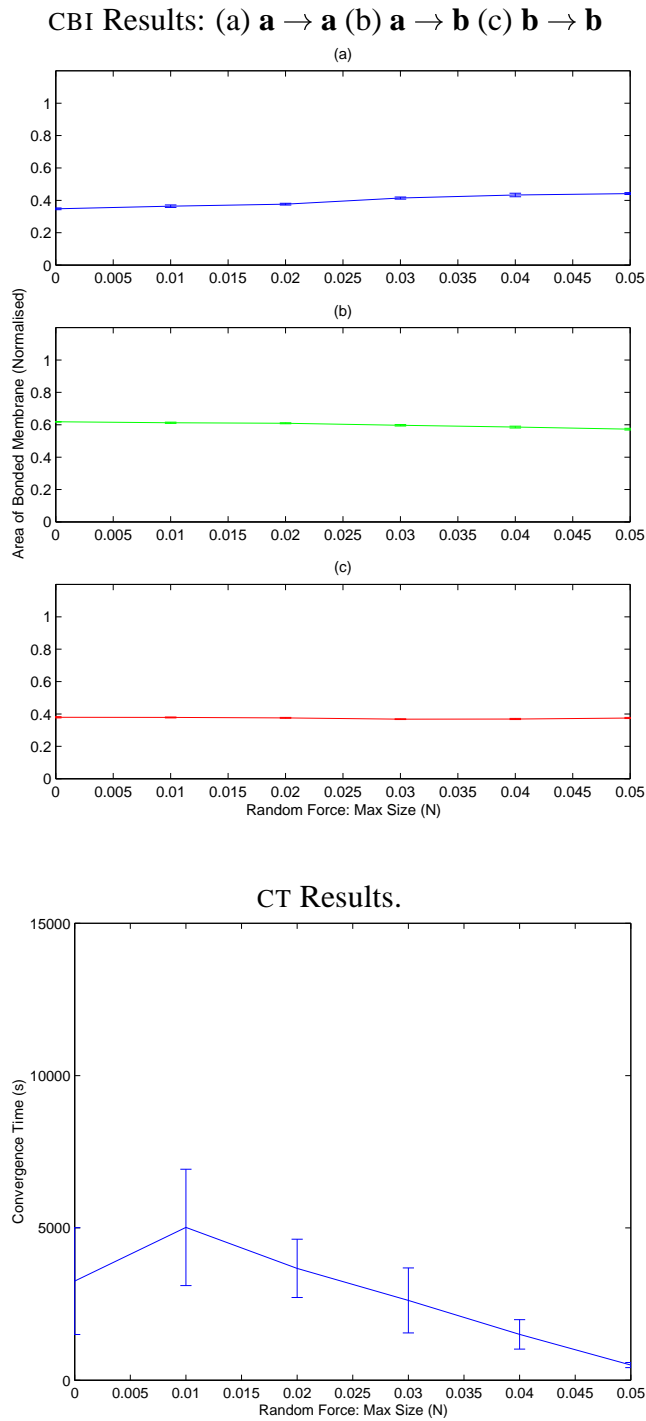 CBI Results: (a) a → a (b) a → b (c) b → b
(a)
1
0.8
0.6
0.4
0.2
0
0 0.005 0.01 0.015 0.02 0.025 0.03 0.035 0.04 0.045 0.05
(b)
Area of Bonded Membrane (Normalised)
1
0.8
0.6
0.4
0.2
0
0 0.005 0.01 0.015 0.02 0.025 0.03 0.035 0.04 0.045 0.05
(c)
1
0.8
0.6
0.4
0.2
0
0 0.005 0.01 0.015 0.02 0.025 0.03 0.035 0.04 0.045 0.05
Random Force: Max Size (N)
CT Results.
15000
10000
5000
0
Convergence Time (s)
0 0.005 0.01 0.015 0.02 0.025 0.03 0.035 0.04 0.045 0.05
Random Force: Max Size (N)